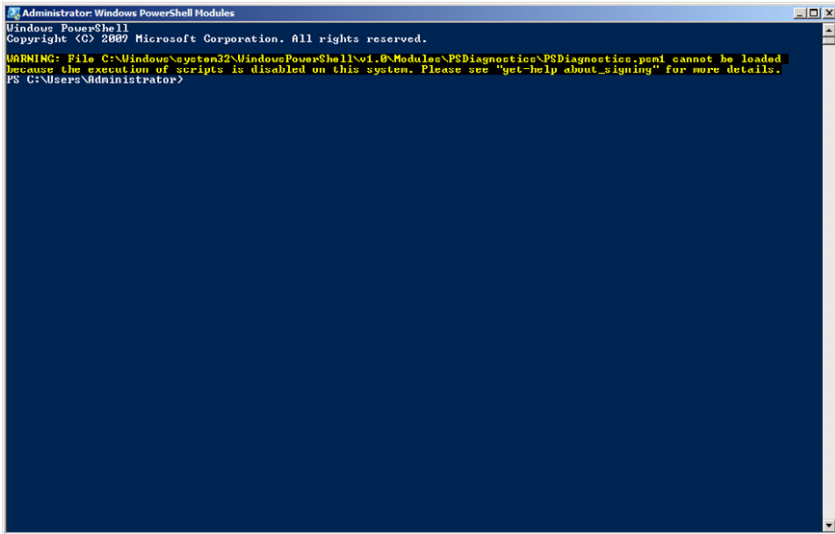 Administrator: Windows PowerShell Modules
Windows PowerShell
Copyright (C) 2009 Microsoft Corporation. All rights reserved.
WARNING: File C:\Windows\system32\WindowsPowerShell\v1.0\Modules\PSDiagnostics\PSDiagnostics.psm1 cannot be loaded
because the execution of scripts is disabled on this system. Please see "get-help about_signing" for more details.
PS C:\Users\Administrator>